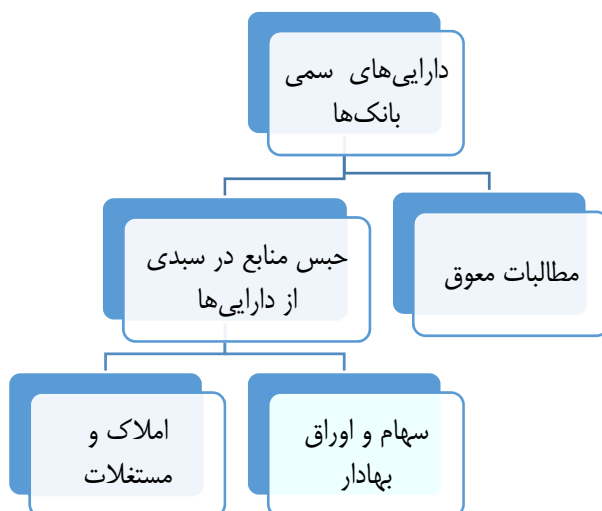 دارایی‌های سمی
بانک‌ها
مطالبات معوق
حبس منابع در سبدی
از دارایی‌ها
سهام و اوراق
بهادار
املاک و
مستغلات